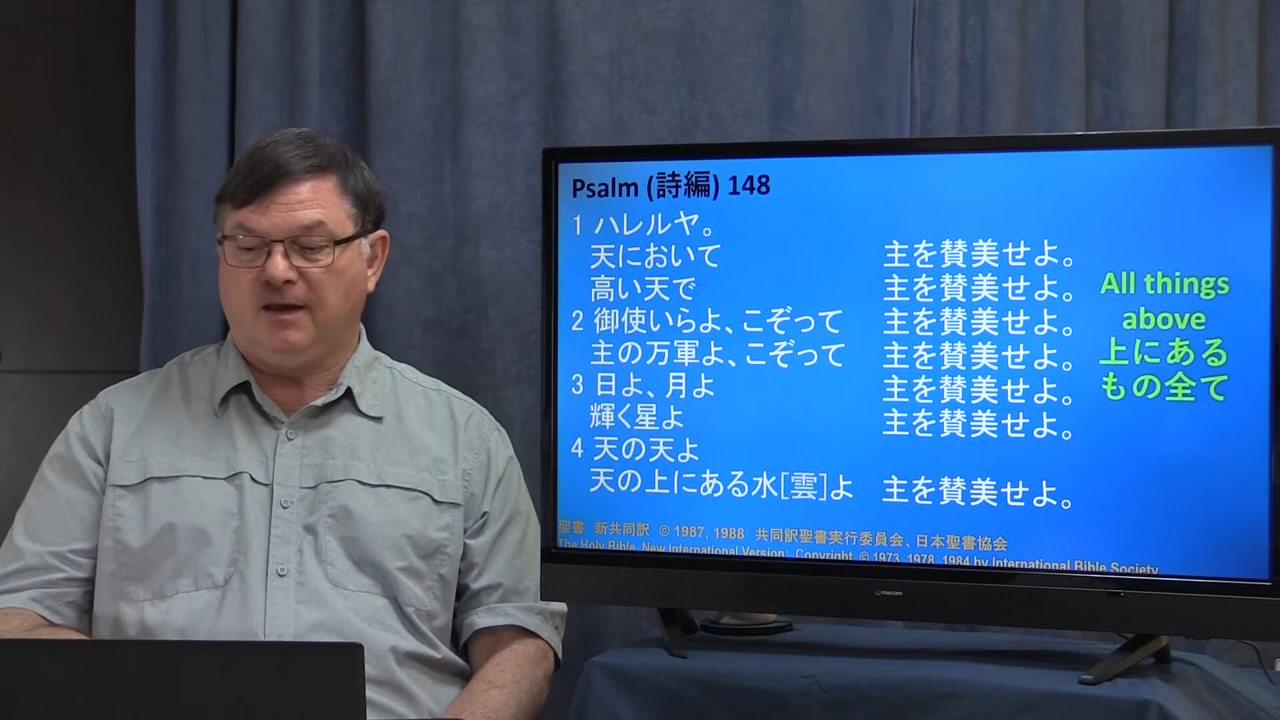 Psalm (詩編) 148
1 ハレルヤ。
天において 主を賛美せよ。
高い天で 主を賛美せよ。
2 御使いらよ、こぞって 主を賛美せよ。
主の万軍よ、こぞって 主を賛美せよ。
3 日よ、月よ 主を賛美せよ。
輝く星よ 主を賛美せよ。
4 天の天よ
天の上にある水[雲]よ 主を賛美せよ。
All things
above
上にある
もの全て
聖書 新共同訳 © 1987, 1988 共同訳聖書実行委員会、日本聖書協会
The Holy Bible, New International Version; Copyright, © 1973, 1978, 1984 by International Bible Society
maxzen